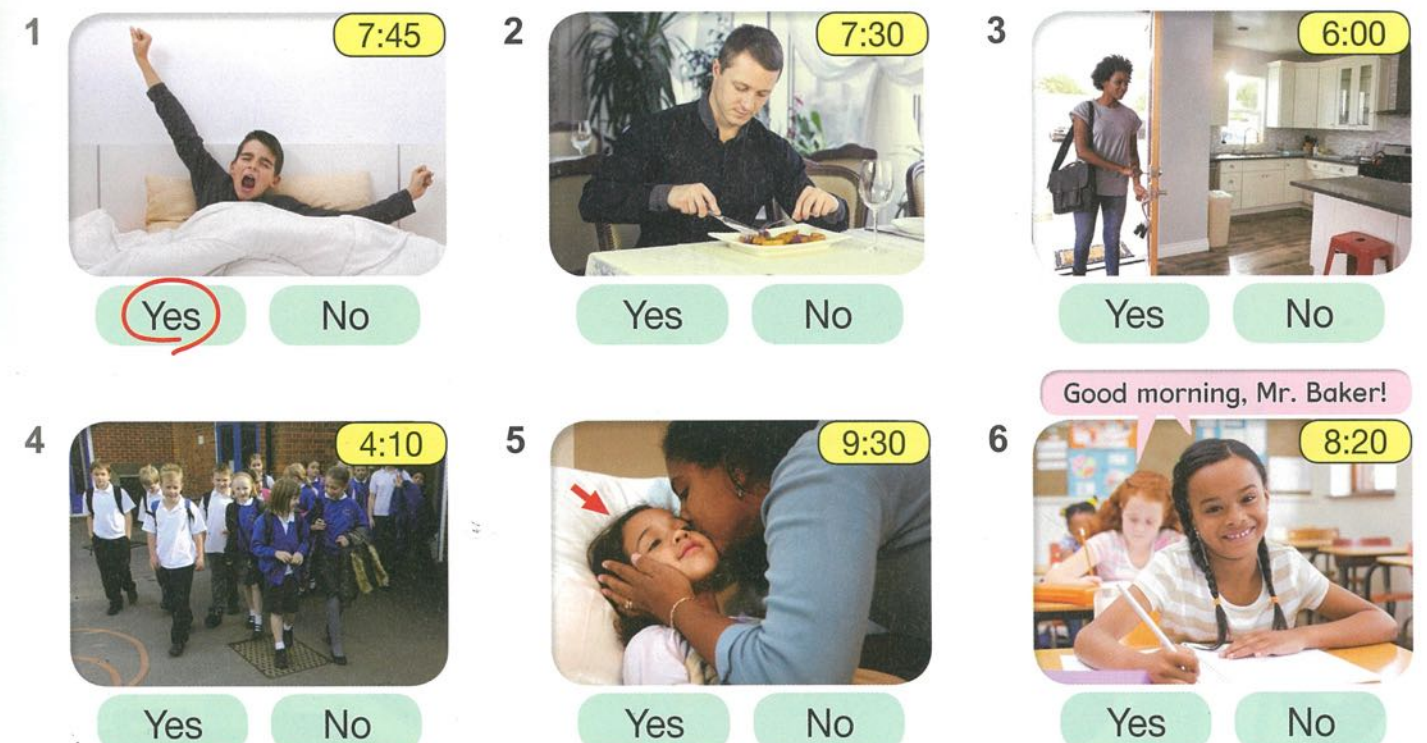 1
7:45
Yes No
2
7:30
Yes No
3
6:00
Yes No
4
4:10
Yes No
5
9:30
Yes No
6
Good morning, Mr. Baker!
8:20
Yes No